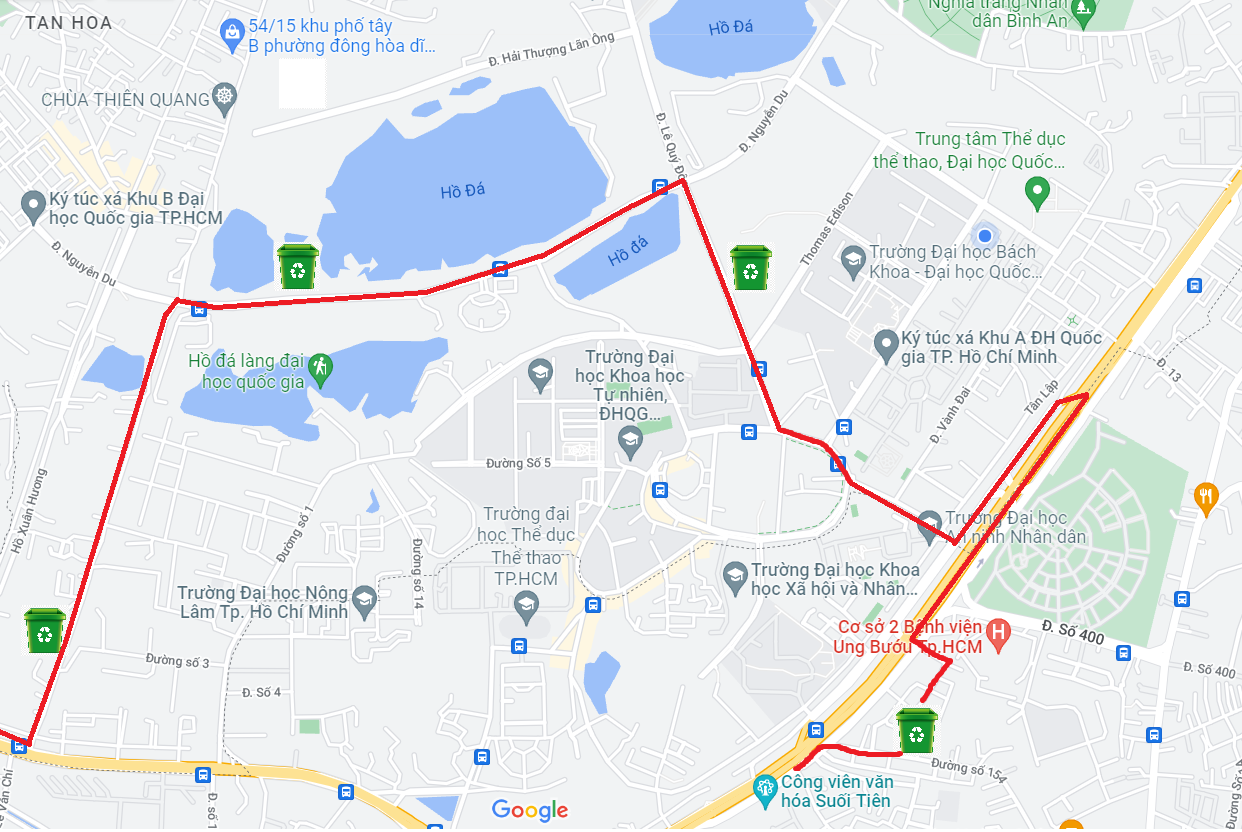 TAN HOA
54/15 khu phố tây
B phường đông hòa dĩ...
Nghĩa trang Nhân
dân Bình An
Hồ Đá
Đ. Hải Thượng Lãn Ông
CHÙA THIÊN QUANG
Đ. Lê Quý Đô
Đ. Nguyễn Du
Trung tâm Thể dục
thể thao, Đại học Quốc...
Hồ Đá
Ký túc xá Khu B Đại
học Quốc gia TP.HCM
Đ. Nguyễn Du
Hồ đá
Thomas Edison
Trường Đại học Bách
Khoa - Đại học Quốc...
Hồ đá làng đại
học quốc gia
Trường Đại
học Khoa học
Tự nhiên,
ĐHQG...
Ký túc xá Khu A ĐH Quốc
gia TP. Hồ Chí Minh
Đ. 13
Tân Lập
Đ. Vành Đai
Đường Số 5
Hồ Xuân Hương
Đường số 1
Trường đại
học Thể dục
Thể thao
TP.HCM
Trường Đại học
An ninh Nhân dân
Đường số 14
Trường Đại học Nông
Lâm Tp. Hồ Chí Minh
Trường Đại học Khoa
học Xã hội và Nhân...
Cơ sở 2 Bệnh viện
Ung Bướu Tp.HCM
H
Đ. Số 400
Đ. Số 400
Đường số 3
Đ. Số 4
Đường số 154
Công viên văn
hóa Suối Tiên
Google
Đ. số 1
Lê Văn Chí